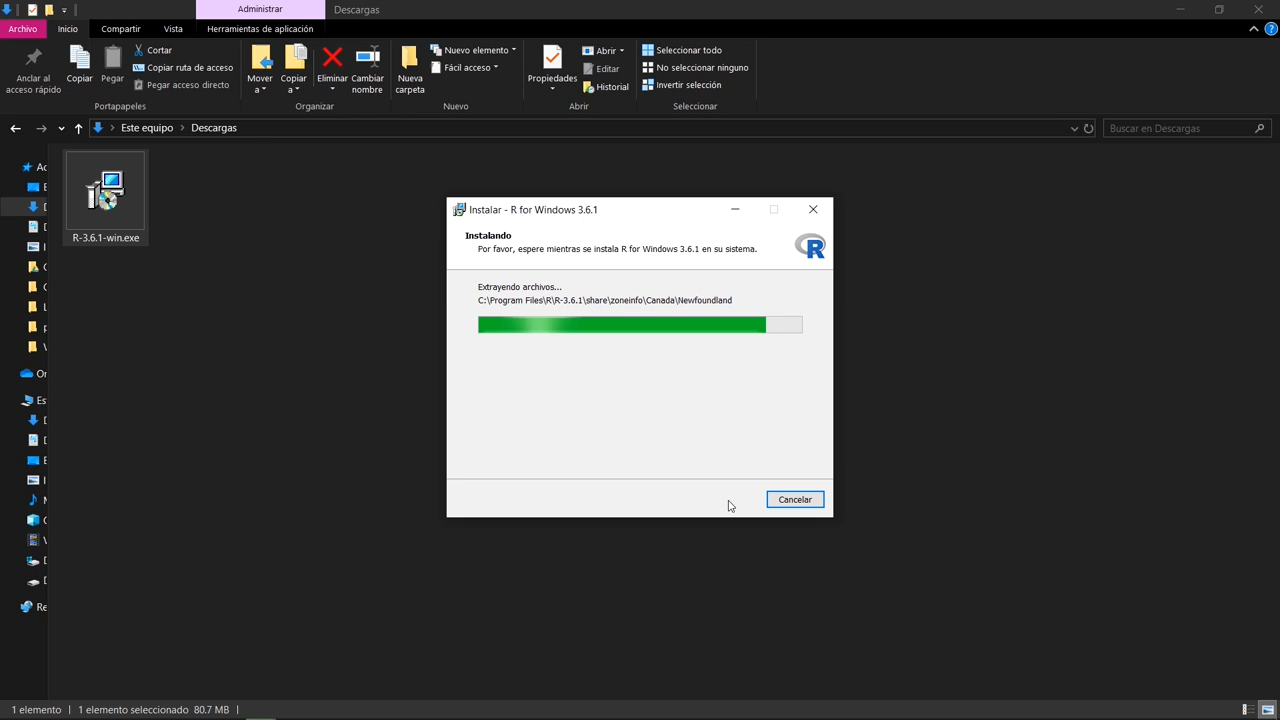 Administrar
Descargas
Archivo
Inicio
Compartir
Vista
Herramientas de aplicación
Anclar al
acceso rápido
Copiar
Pegar
Cortar
Copiar ruta de acceso
Pegar acceso directo
Portapapeles
Mover
a
Copiar
a
Eliminar
Cambiar
nombre
Organizar
Nueva
carpeta
Nuevo elemento
Fácil acceso
Nuevo
Propiedades
Abrir
Editar
Historial
Abrir
Seleccionar todo
No seleccionar ninguno
Invertir selección
Seleccionar
Este equipo
Descargas
Buscar en Descargas
R-3.6.1-win.exe
Instalar - R for Windows 3.6.1
Instalando
Por favor, espere mientras se instala R for Windows 3.6.1 en su sistema.
R
Extrayendo archivos...
C:\Program Files\R\R-3.6.1\share\zoneinfo\Canada\Newfoundland
Cancelar
1 elemento
1 elemento seleccionado 80.7 MB